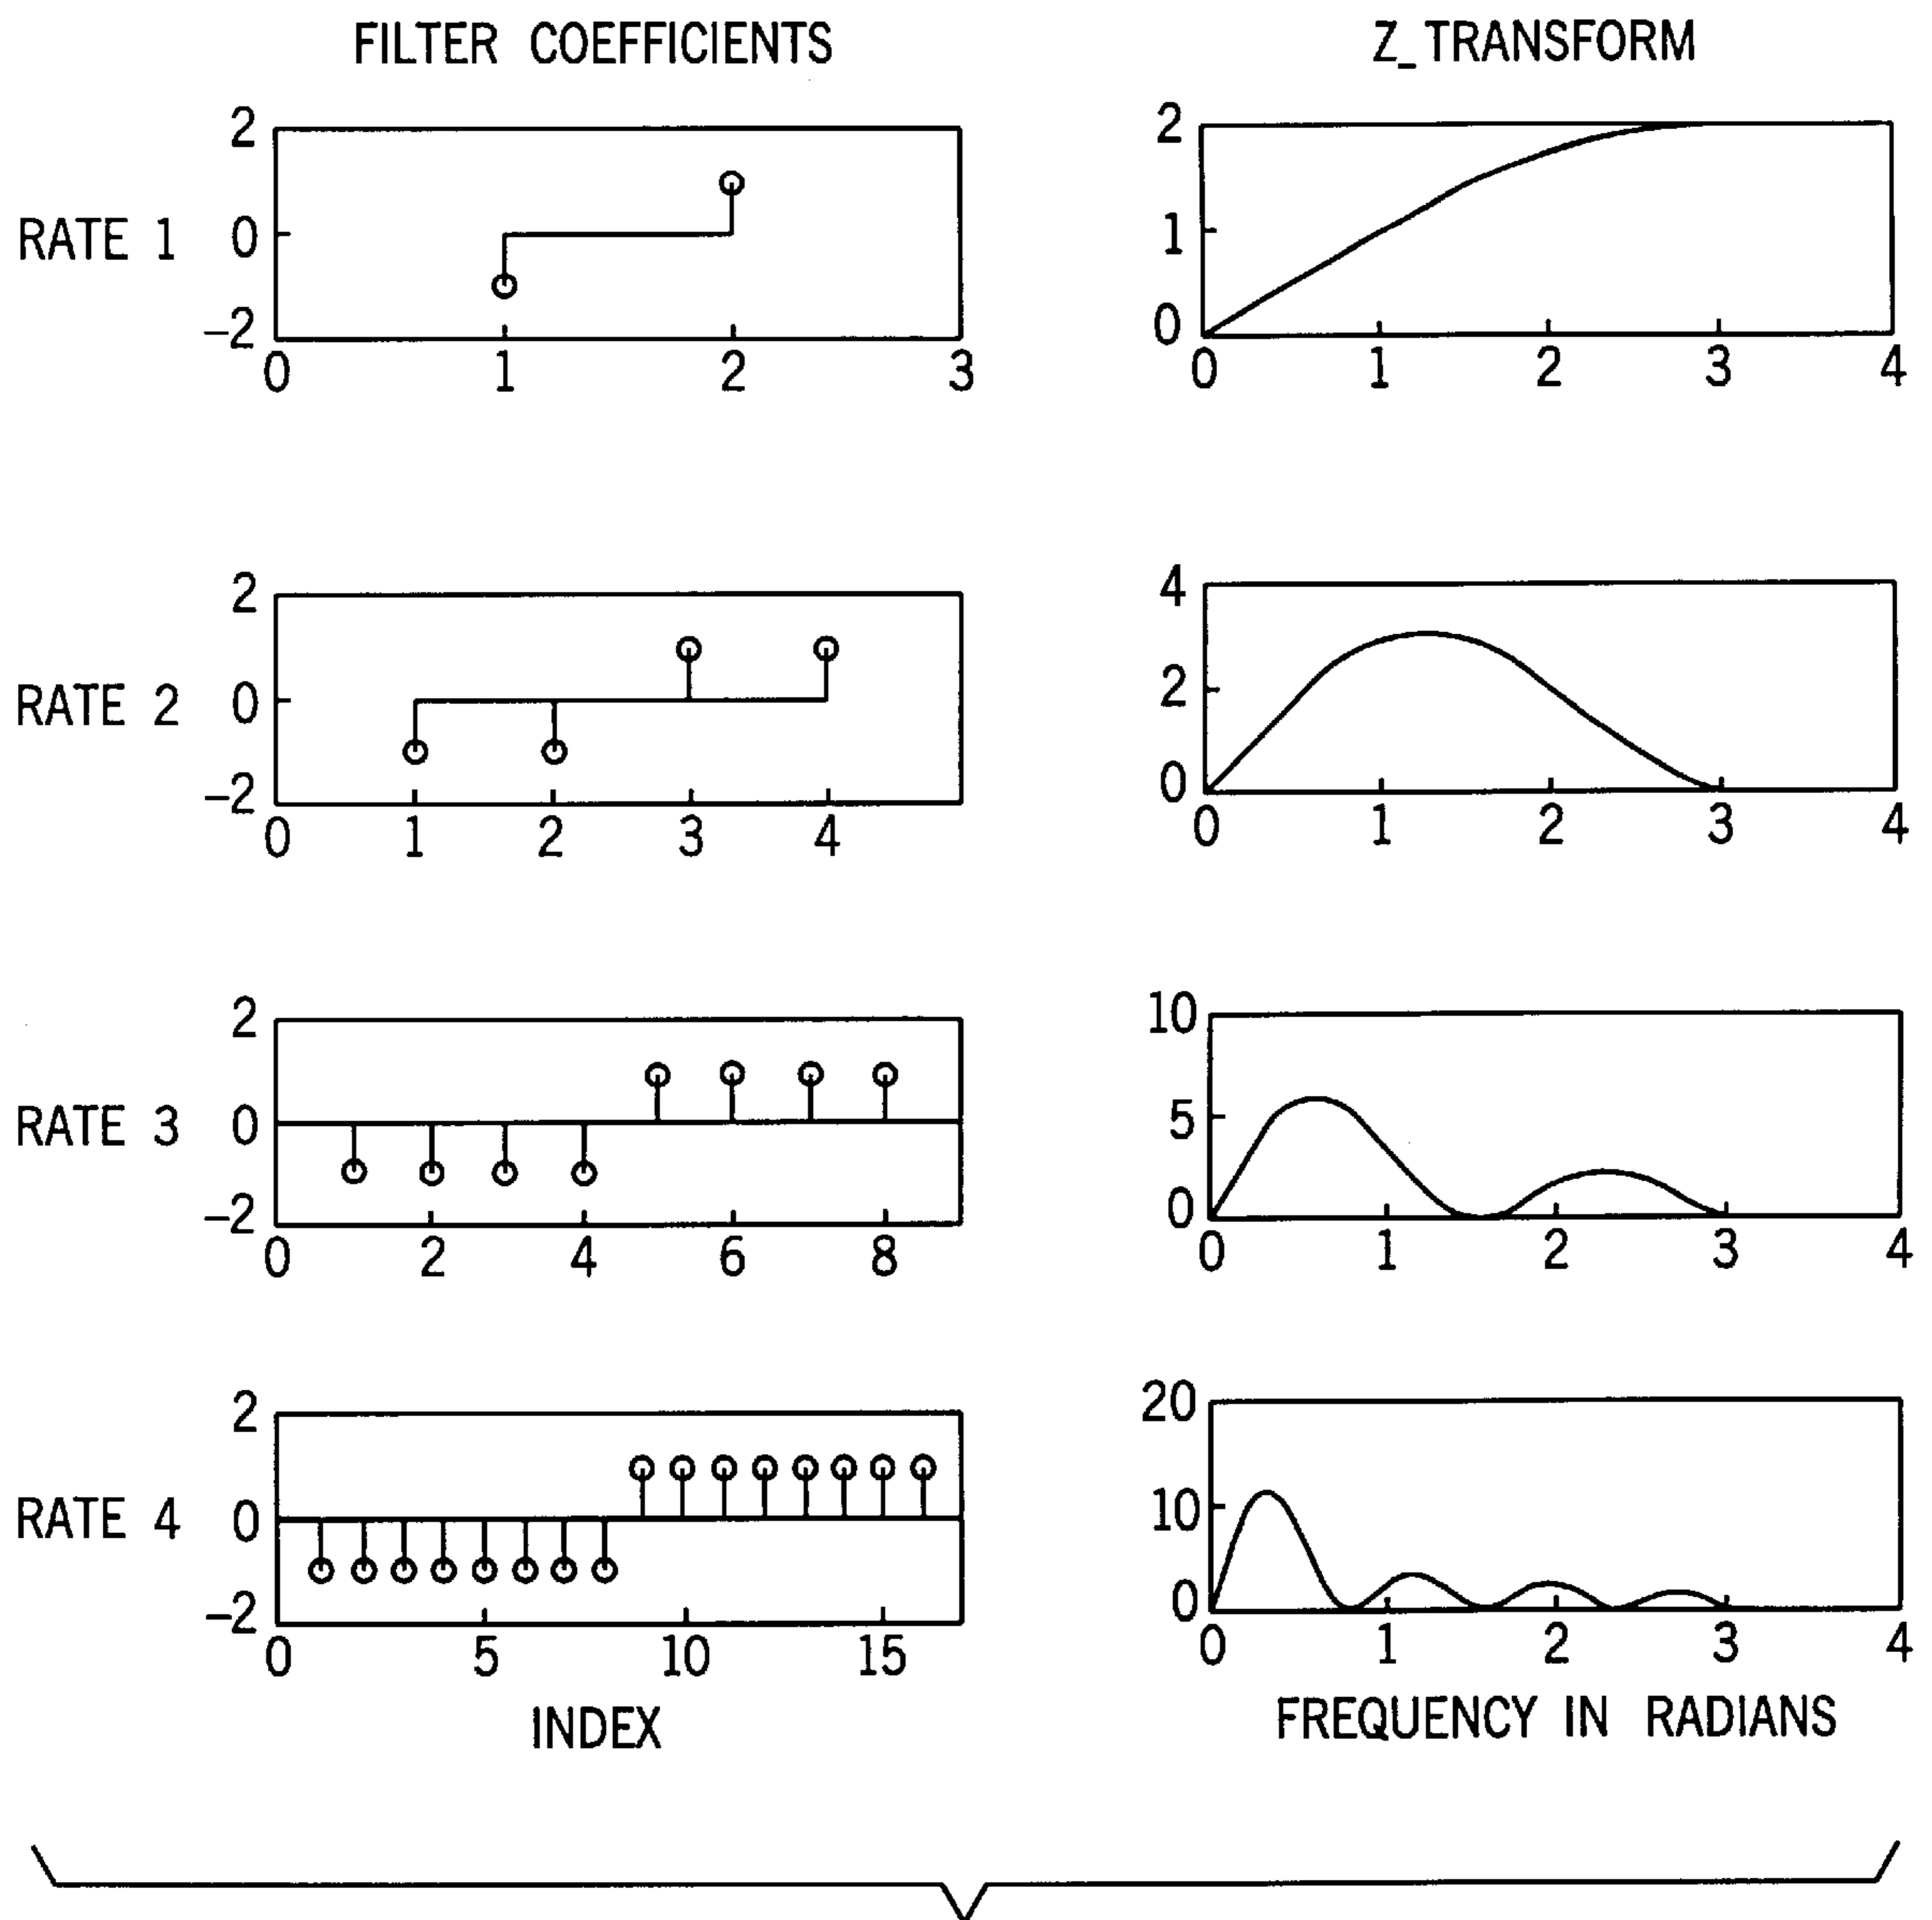 FILTER COEFFICIENTS
Z_TRANSFORM
RATE 1
2
0
-2
0 1 2 3
2
1
0
0 1 2 3 4
RATE 2
2
0
-2
0 1 2 3 4
4
2
0
0 1 2 3 4
RATE 3
2
0
-2
0 2 4 6 8
10
5
0
0 1 2 3 4
RATE 4
2
0
-2
0 5 10 15
INDEX
20
10
0
0 1 2 3 4
FREQUENCY IN RADIANS